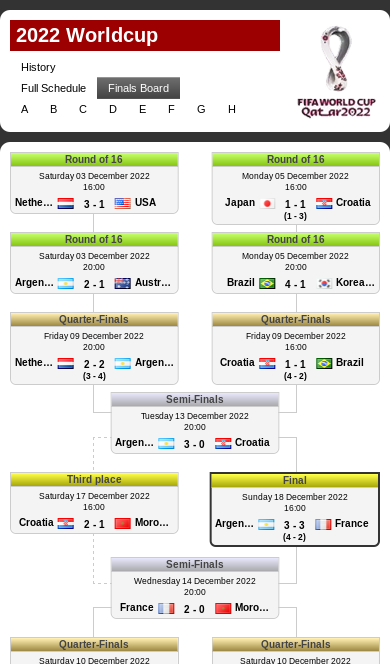 2022 Worldcup
FIFA WORLD CUP
Qatar2022
History
Full Schedule Finals Board
A B C D E F G H
Round of 16
Saturday 03 December 2022
16:00
Nethe... 3 - 1 USA
Round of 16
Monday 05 December 2022
16:00
Japan 1 - 1 Croatia
(1 - 3)
Round of 16
Saturday 03 December 2022
20:00
Argen... 2 - 1 Austr...
Round of 16
Monday 05 December 2022
20:00
Brazil 4 - 1 Korea...
Quarter-Finals
Friday 09 December 2022
20:00
Nethe... 2 - 2 Argen...
(3 - 4)
Quarter-Finals
Friday 09 December 2022
16:00
Croatia 1 - 1 Brazil
(4 - 2)
Semi-Finals
Tuesday 13 December 2022
20:00
Argen... 3 - 0 Croatia
Third place
Saturday 17 December 2022
16:00
Croatia 2 - 1 Moro...
Final
Sunday 18 December 2022
16:00
Argen... 3 - 3 France
(4 - 2)
Semi-Finals
Wednesday 14 December 2022
20:00
France 2 - 0 Moro...
Quarter-Finals
Saturday 10 December 2022
Quarter-Finals
Saturday 10 December 2022